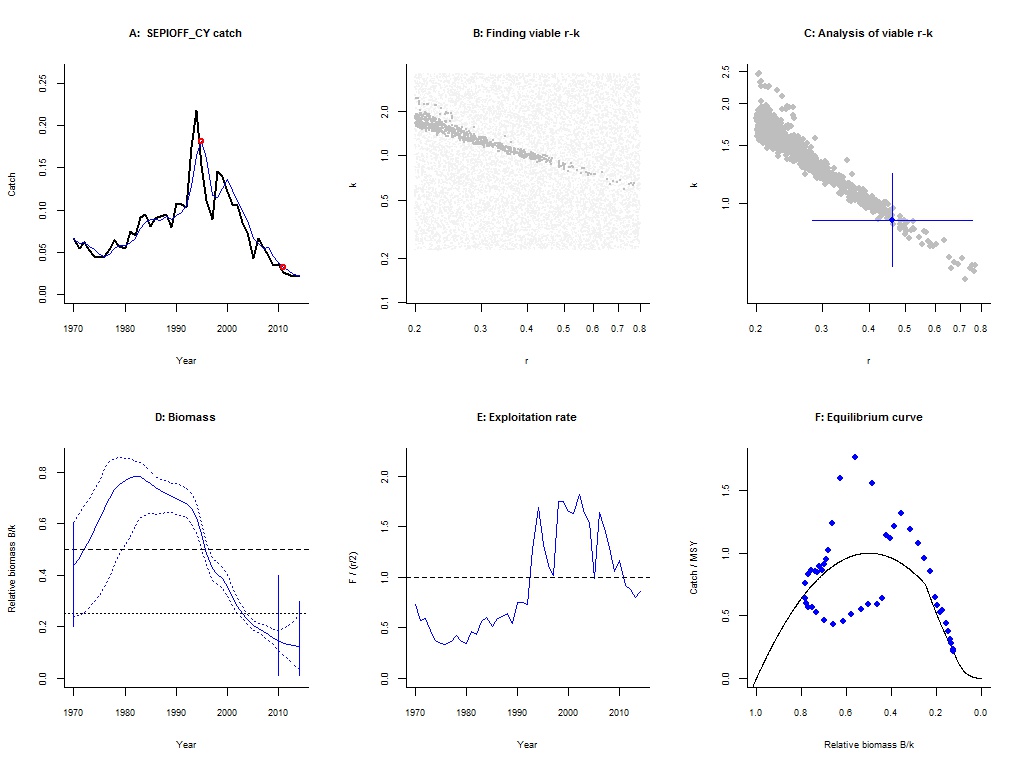 A:  SEPIOFF_CY catch
Catch
0.00 0.05 0.10 0.15 0.20 0.25
1970 1980 1990 2000 2010
Year
B: Finding viable r-k
k
0.1 0.2 0.5 1.0 2.0
0.2 0.3 0.4 0.5 0.6 0.7 0.8
r
C: Analysis of viable r-k
k
1.0 1.5 2.0 2.5
0.2 0.3 0.4 0.5 0.6 0.7 0.8
r
D: Biomass
Relative biomass B/k
0.0 0.2 0.4 0.6 0.8
1970 1980 1990 2000 2010
Year
E: Exploitation rate
F / (r/2)
0.0 0.5 1.0 1.5 2.0
1970 1980 1990 2000 2010
Year
F: Equilibrium curve
Catch / MSY
0.0 0.5 1.0 1.5
1.0 0.8 0.6 0.4 0.2 0.0
Relative biomass B/k